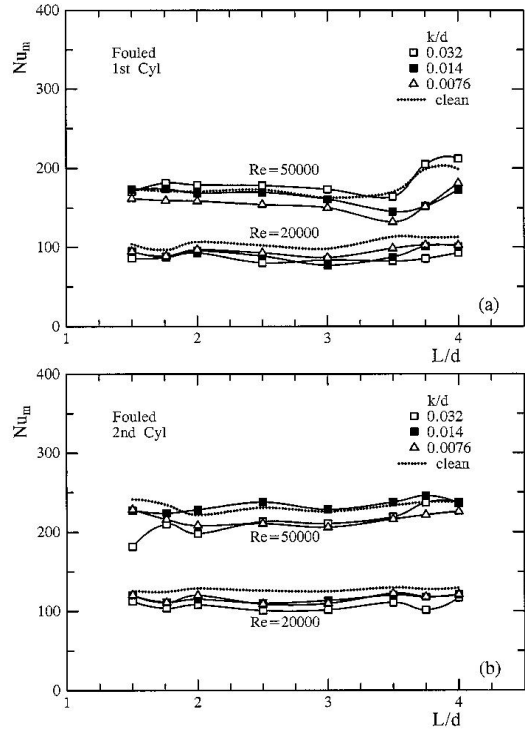 400
Nu_m
300
200
100
0
Fouled
1st Cyl
k/d
0.032
0.014
0.0076
clean
Re=50000
Re=20000
(a)
1
2
3
4
L/d
400
Nu_m
300
200
100
0
Fouled
2nd Cyl
k/d
0.032
0.014
0.0076
clean
Re=50000
Re=20000
(b)
1
2
3
4
L/d